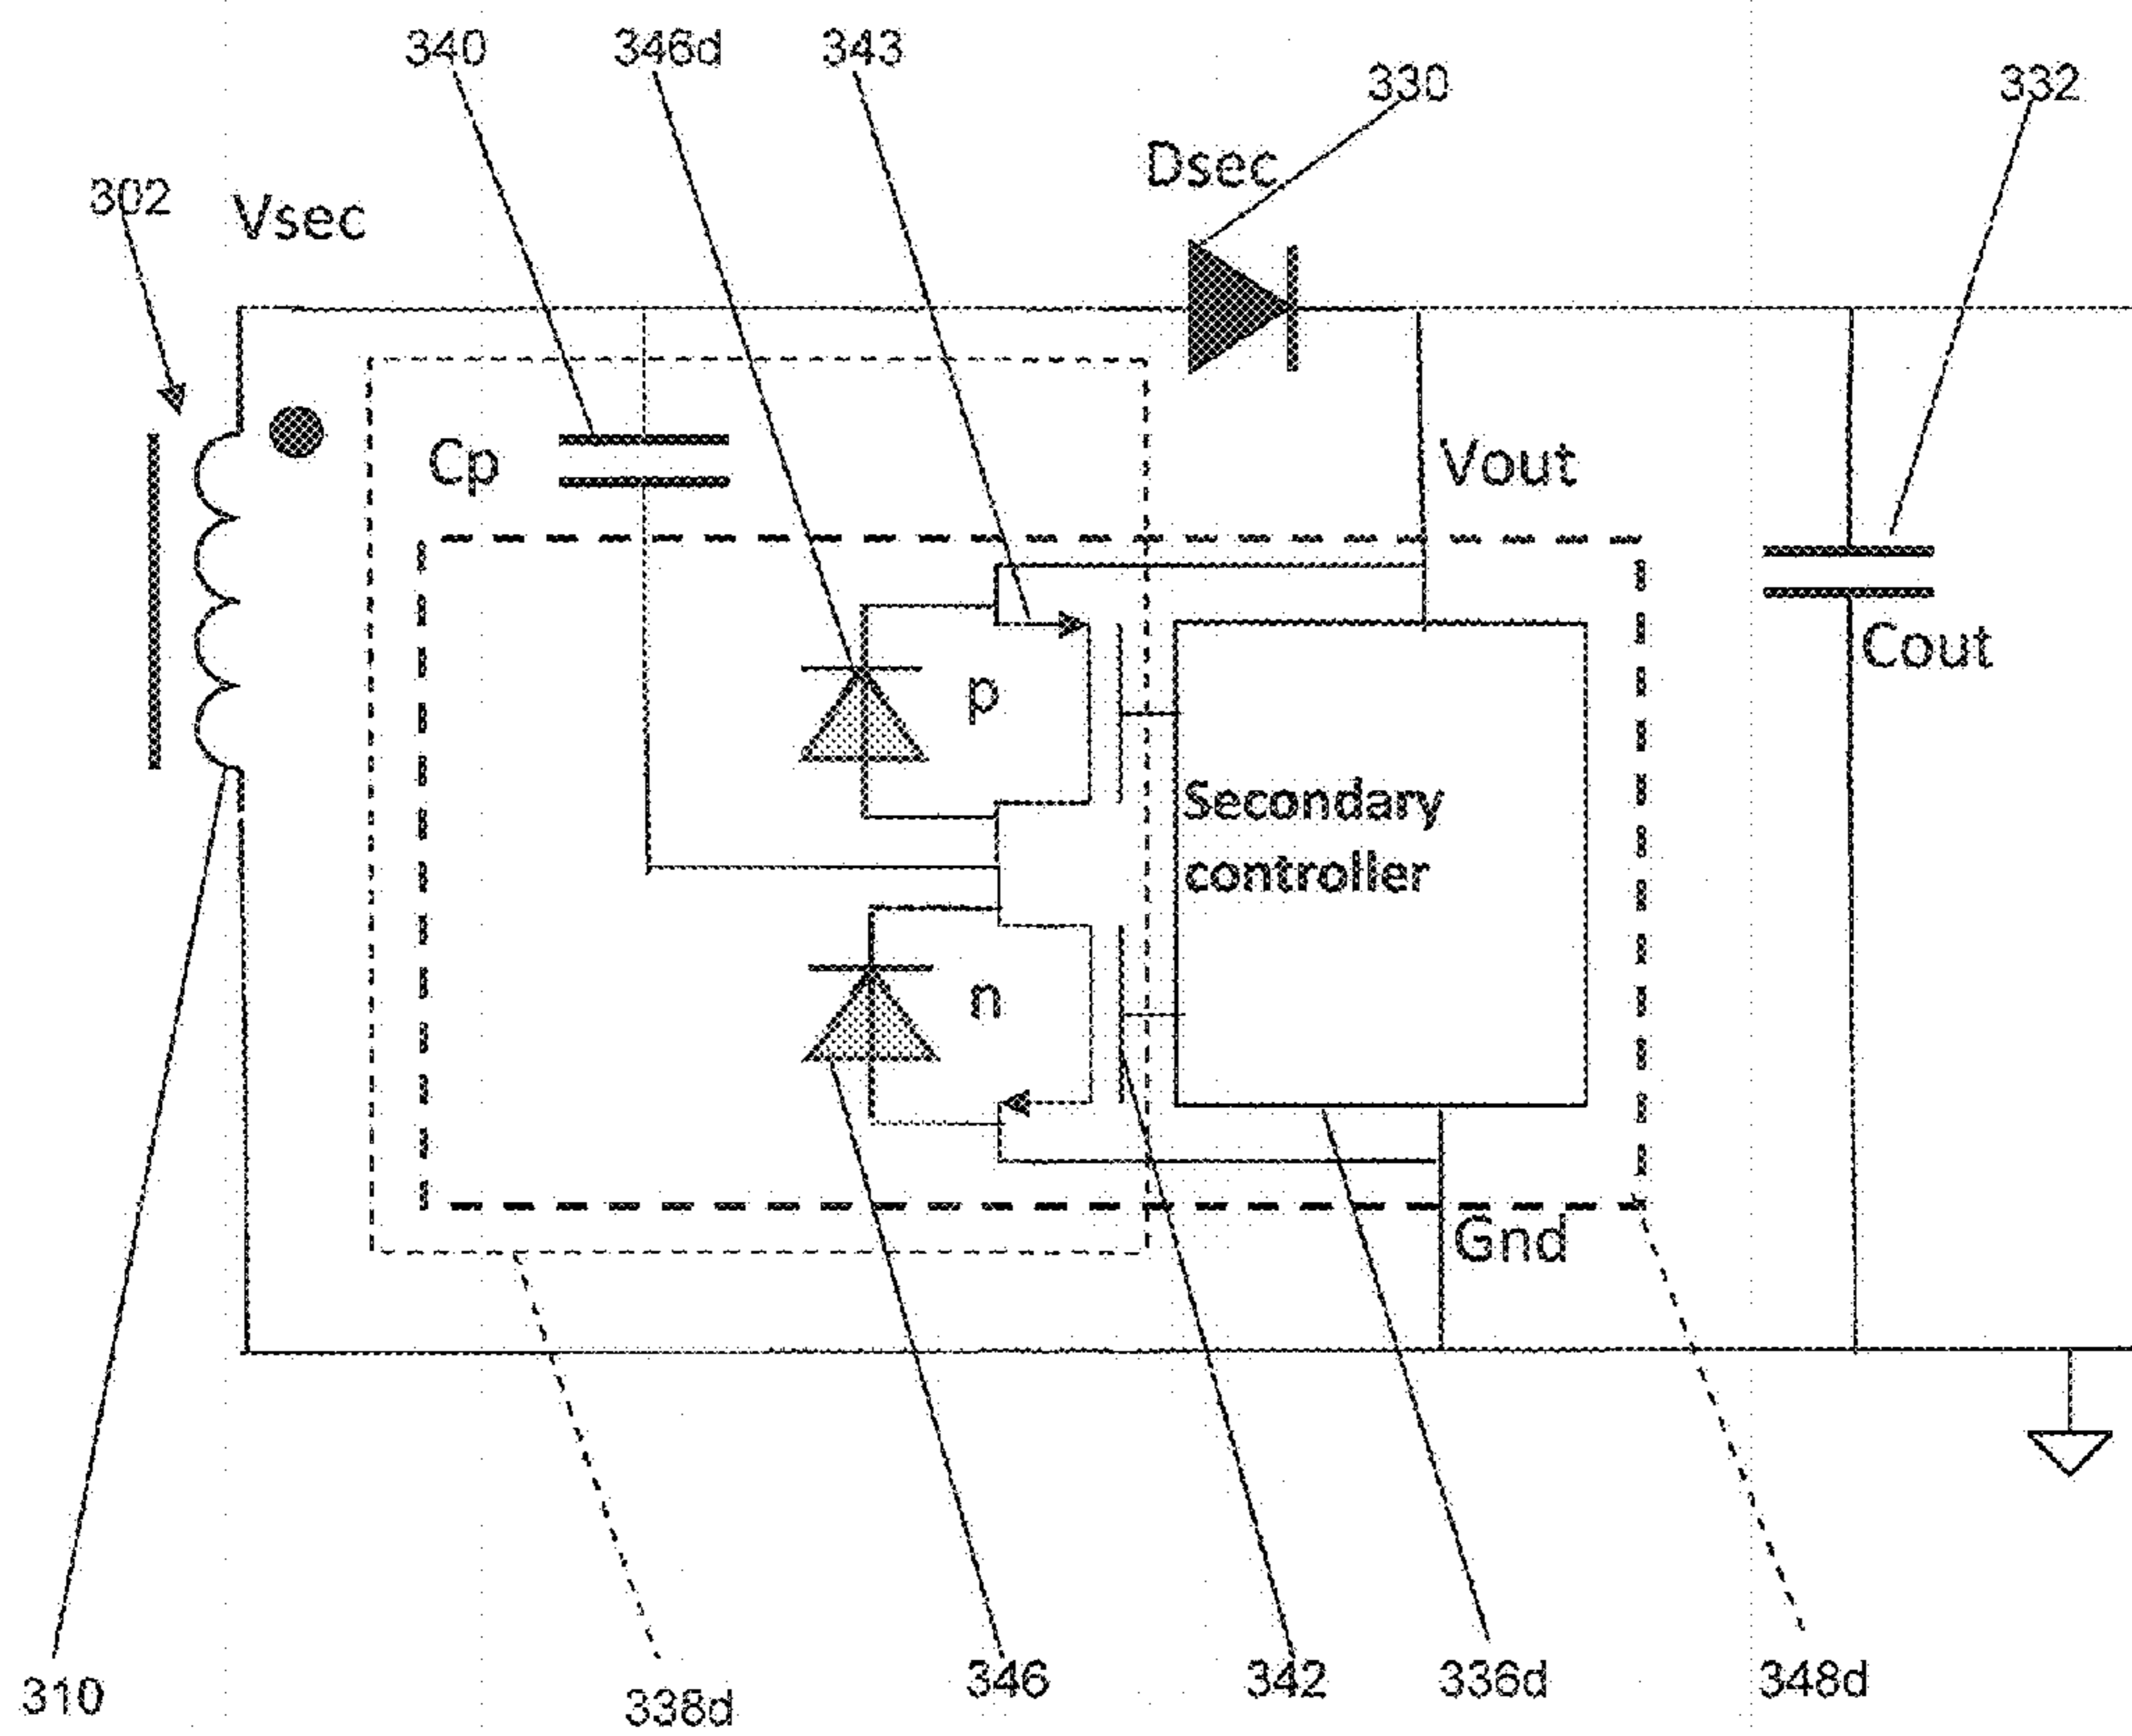 340
346d
343
330
332
302
Vsec
Dsec
Cp
Vout
Cout
p
Secondary
controller
n
Gnd
310
338d
346
342
336d
348d